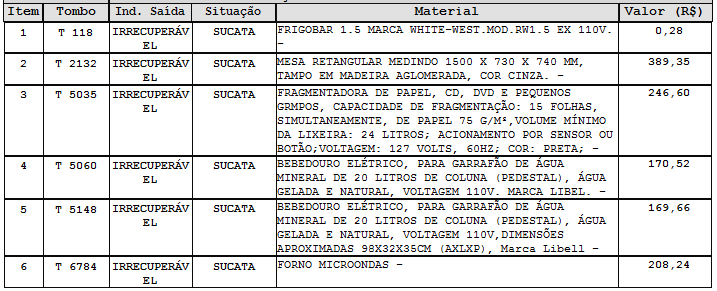 Item Tombo Ind. Saída Situação Material Valor (R$)
1 T 118 IRRECUPERÁV SUCATA FRIGOBAR 1.5 MARCA WHITE-WEST.MOD.RW1.5 EX 110V. 0,28
EL -
2 T 2132 IRRECUPERÁV SUCATA MESA RETANGULAR MEDINDO 1500 X 730 X 740 MM, 389,35
EL TAMPO EM MADEIRA AGLOMERADA, COR CINZA. -
3 T 5035 IRRECUPERÁV SUCATA FRAGMENTADORA DE PAPEL, CD, DVD E PEQUENOS 246,60
EL GRMPOS, CAPACIDADE DE FRAGMENTAÇÃO: 15 FOLHAS,
SIMULTANEAMENTE, DE PAPEL 75 G/M²,VOLUME MÍNIMO
DA LIXEIRA: 24 LITROS; ACIONAMENTO POR SENSOR OU
BOTÃO;VOLTAGEM: 127 VOLTS, 60HZ; COR: PRETA; -
4 T 5060 IRRECUPERÁV SUCATA BEBEDOURO ELÉTRICO, PARA GARRAFÃO DE ÁGUA 170,52
EL MINERAL DE 20 LITROS DE COLUNA (PEDESTAL), ÁGUA
GELADA E NATURAL, VOLTAGEM 110V. MARCA LIBEL. -
5 T 5148 IRRECUPERÁV SUCATA BEBEDOURO ELÉTRICO, PARA GARRAFÃO DE ÁGUA 169,66
EL MINERAL DE 20 LITROS DE COLUNA (PEDESTAL), ÁGUA
GELADA E NATURAL, VOLTAGEM 110V,DIMENSÕES
APROXIMADAS 98X32X35CM (AXLXP), Marca Libell -
6 T 6784 IRRECUPERÁV SUCATA FORNO MICROONDAS - 208,24
EL